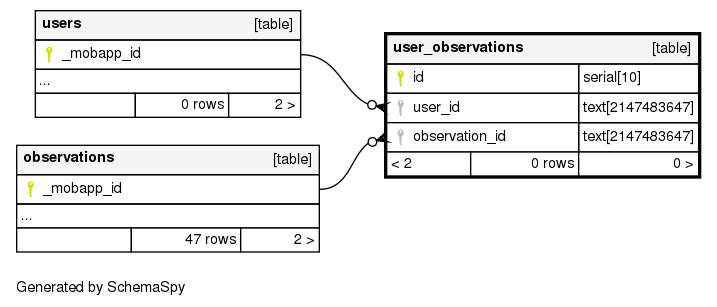 users [table]
_mobapp_id
...
0 rows 2 >
observations [table]
_mobapp_id
...
47 rows 2 >
user_observations [table]
id serial[10]
user_id text[2147483647]
observation_id text[2147483647]
< 2 0 rows 0 >
Generated by SchemaSpy